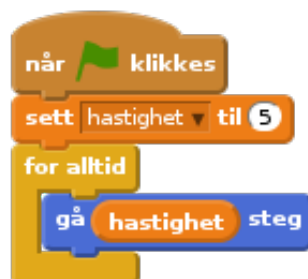 når klikkes
sett hastighet til 5
for alltid
gå hastighet steg